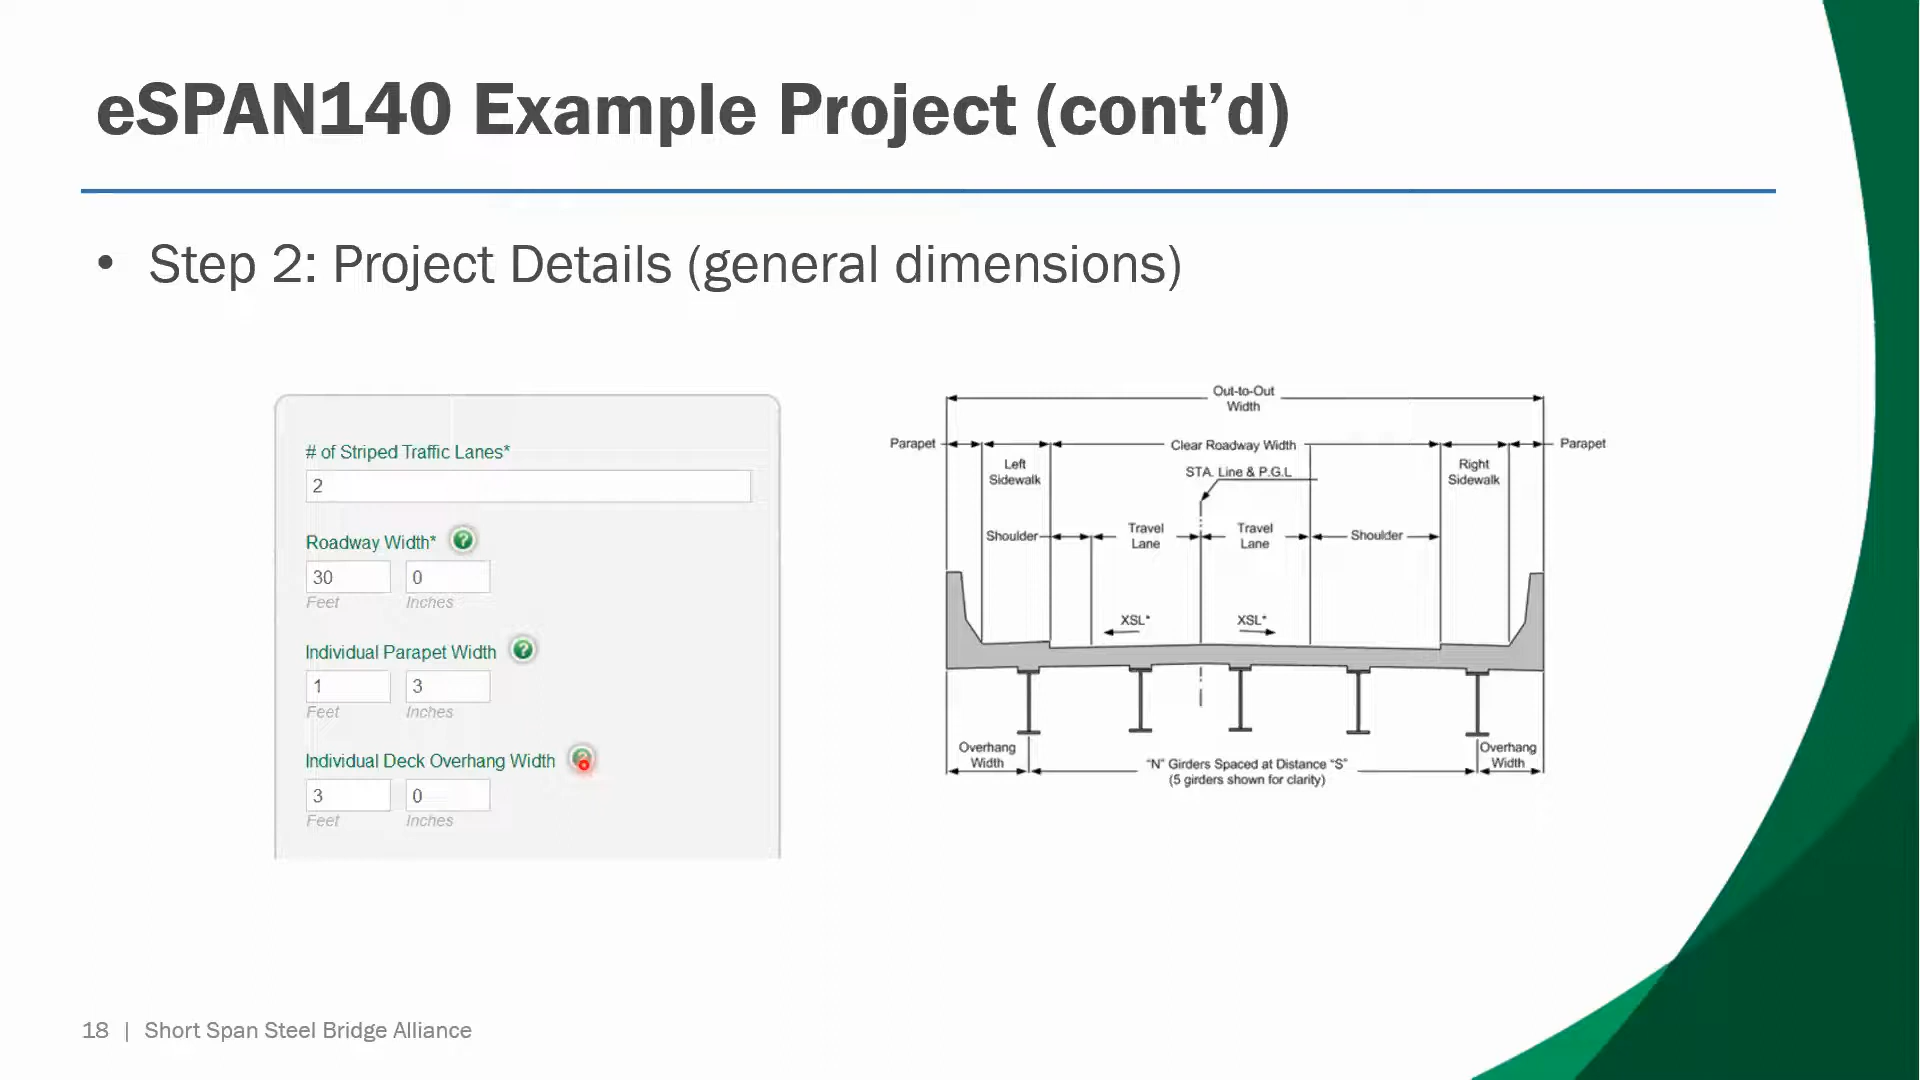 eSPAN140 Example Project (cont’d)
• Step 2: Project Details (general dimensions)
# of Striped Traffic Lanes*
2
Roadway Width* ?
30 0
Feet Inches
Individual Parapet Width ?
1 3
Feet Inches
Individual Deck Overhang Width ?
3 0
Feet Inches
Out-to-Out
Width
Parapet
Clear Roadway Width
Parapet
Left
Sidewalk
STA. Line & P.G.L
Right
Sidewalk
Shoulder
Travel
Lane
Travel
Lane
Shoulder
XSL*
XSL*
Overhang
Width
"N" Girders Spaced at Distance "S"
(5 girders shown for clarity)
Overhang
Width
18 | Short Span Steel Bridge Alliance